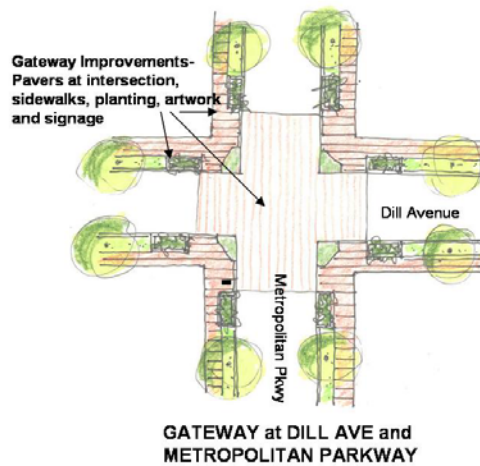 Gateway Improvements-
Pavers at intersection,
sidewalks, planting, artwork
and signage
Dill Avenue
Metropolitan Pkwy
GATEWAY at DILL AVE and
METROPOLITAN PARKWAY